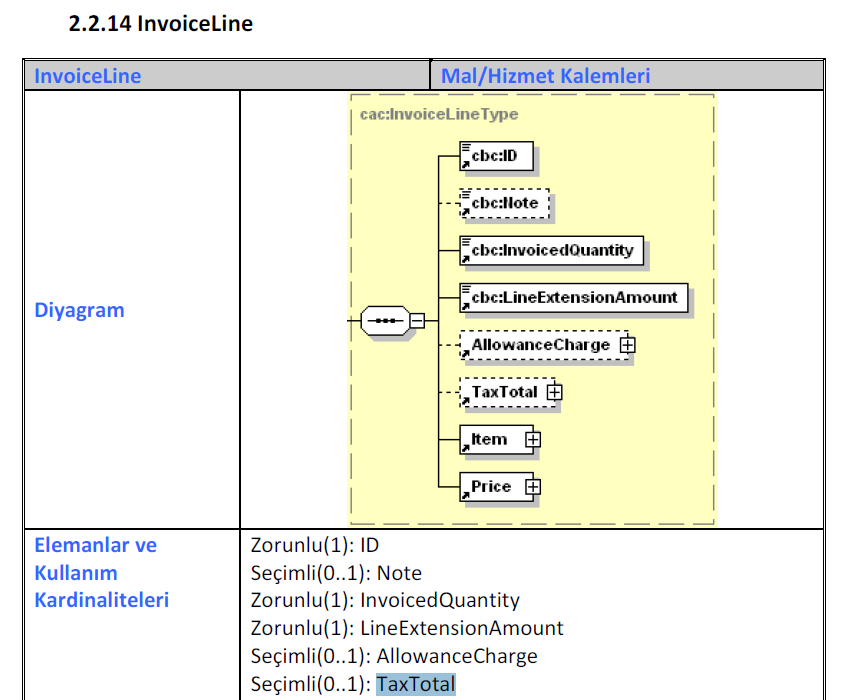 2.2.14 InvoiceLine
InvoiceLine
Mal/Hizmet Kalemleri
Diyagram
cac:InvoiceLineType
cbc:ID
cbc:Note
cbc:InvoicedQuantity
cbc:LineExtensionAmount
AllowanceCharge
TaxTotal
Item
Price
Elemanlar ve
Kullanım
Kardinaliteleri
Zorunlu(1): ID
Seçimli(0..1): Note
Zorunlu(1): InvoicedQuantity
Zorunlu(1): LineExtensionAmount
Seçimli(0..1): AllowanceCharge
Seçimli(0..1): TaxTotal